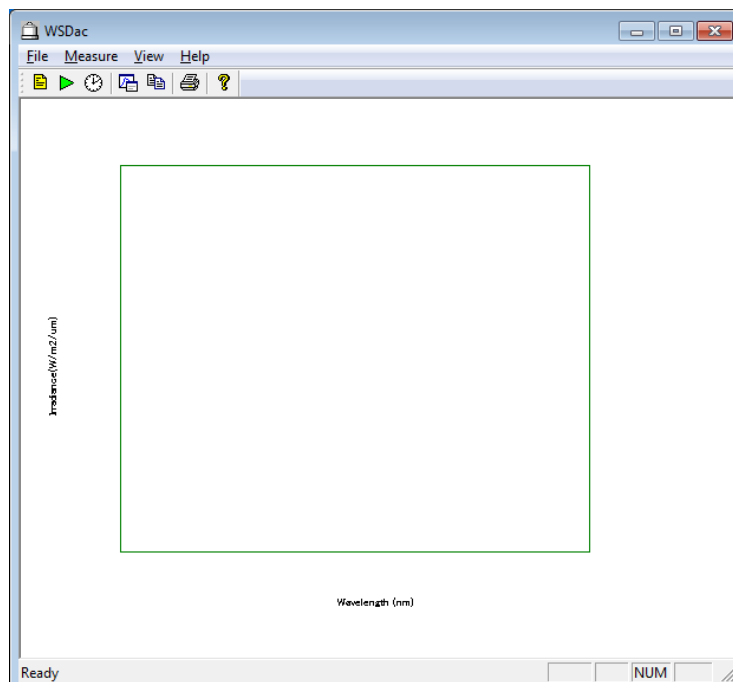 WSDac
File Measure View Help
Irradiance(W/m2/um)
Wavelength (nm)
Ready NUM